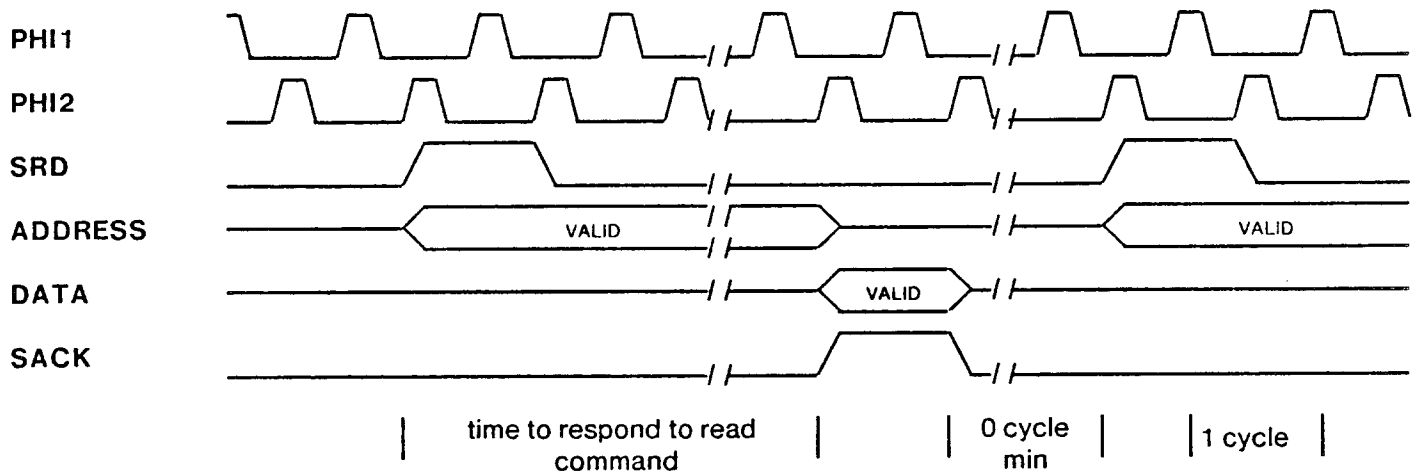 PHI1
PHI2
SRD
ADDRESS
VALID
VALID
DATA
VALID
SACK
time to respond to read
command
0 cycle
min
1 cycle